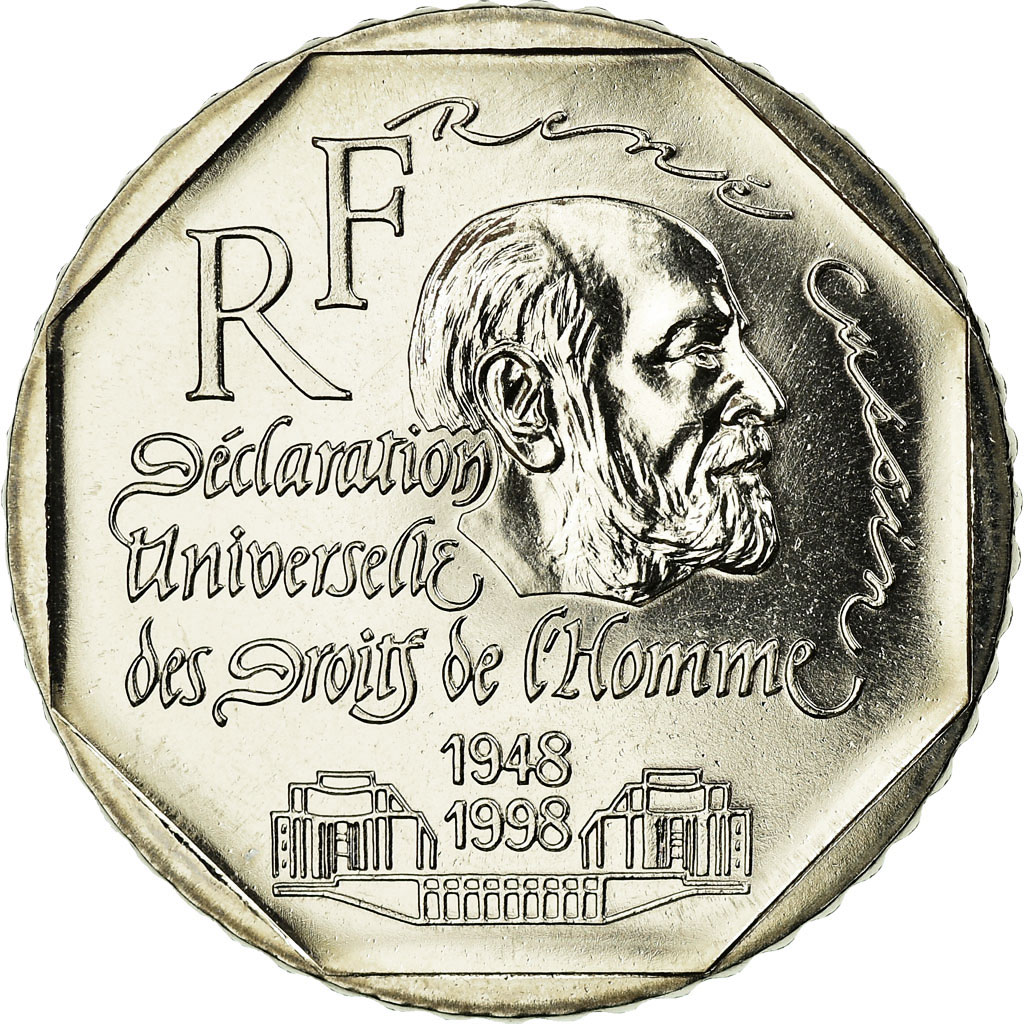 RF
René Cassin
Déclaration
Universelle
des Droits de l'Homme
1948
1998